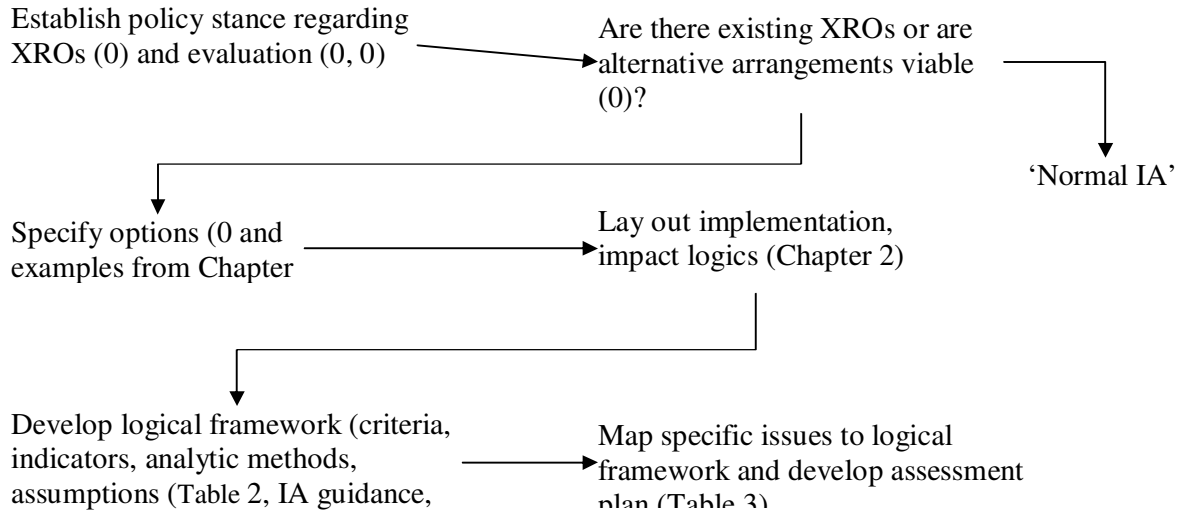 Establish policy stance regarding
XROs (0) and evaluation (0, 0)
Are there existing XROs or are
alternative arrangements viable
(0)?
‘Normal IA’
Specify options (0 and
examples from Chapter
Lay out implementation,
impact logics (Chapter 2)
Develop logical framework (criteria,
indicators, analytic methods,
assumptions (Table 2, IA guidance,
Map specific issues to logical
framework and develop assessment
plan (Table 3)